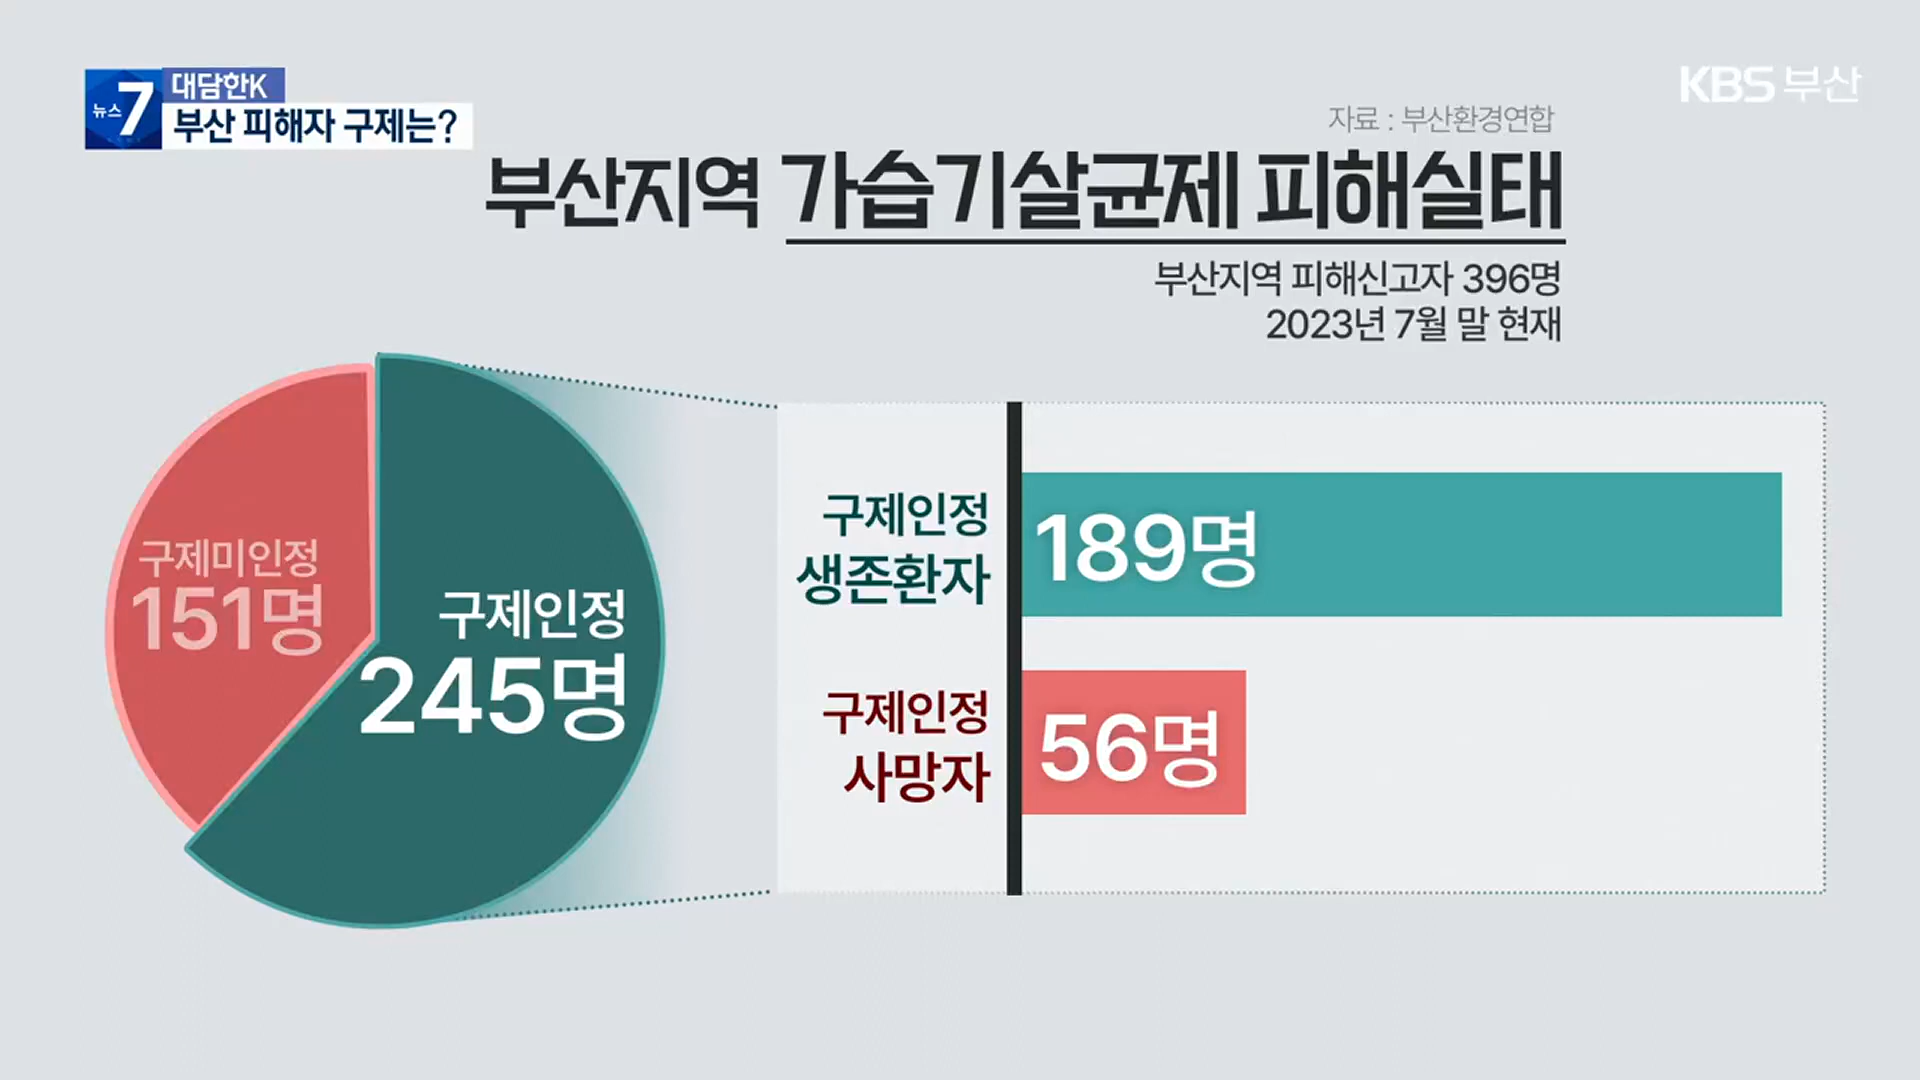 뉴스 7
대담한K
부산 피해자 구제는?
KBS 부산
자료 : 부산환경연합
부산지역 가습기살균제 피해실태
부산지역 피해신고자 396명
2023년 7월 말 현재
구제미인정
151명
구제인정
245명
구제인정
생존환자
189명
구제인정
사망자
56명